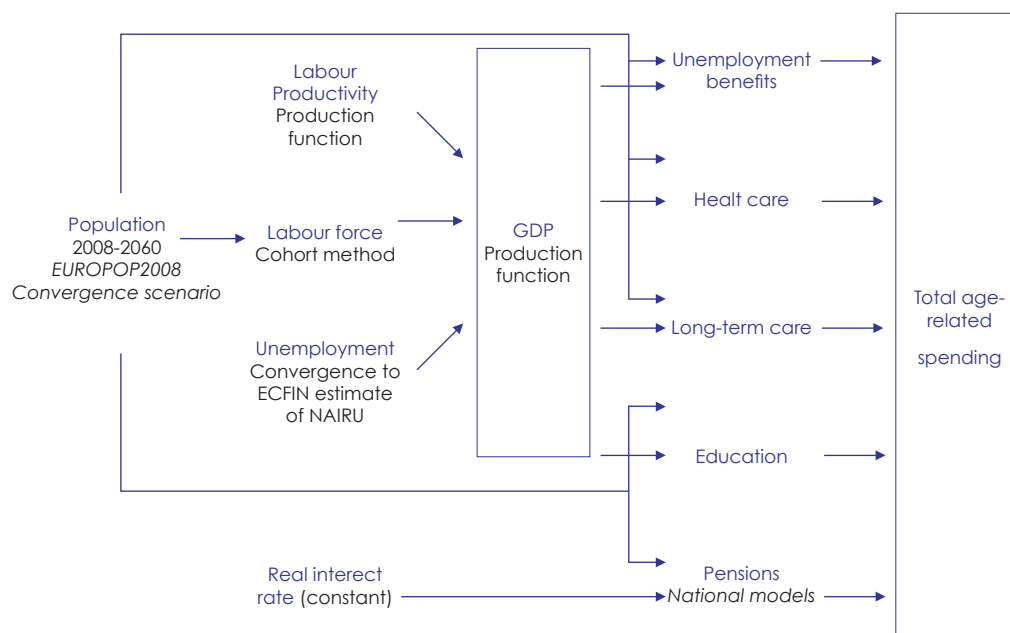 Labour
Productivity
Production
function
Population
2008-2060
EUROPOP2008
Convergence scenario
Labour force
Cohort method
Unemployment
Convergence to
ECFIN estimate
of NAIRU
Real interect
rate (constant)
GDP
Production
function
Unemployment
benefits
Healt care
Long-term care
Education
Pensions
National models
Total age-
related
spending